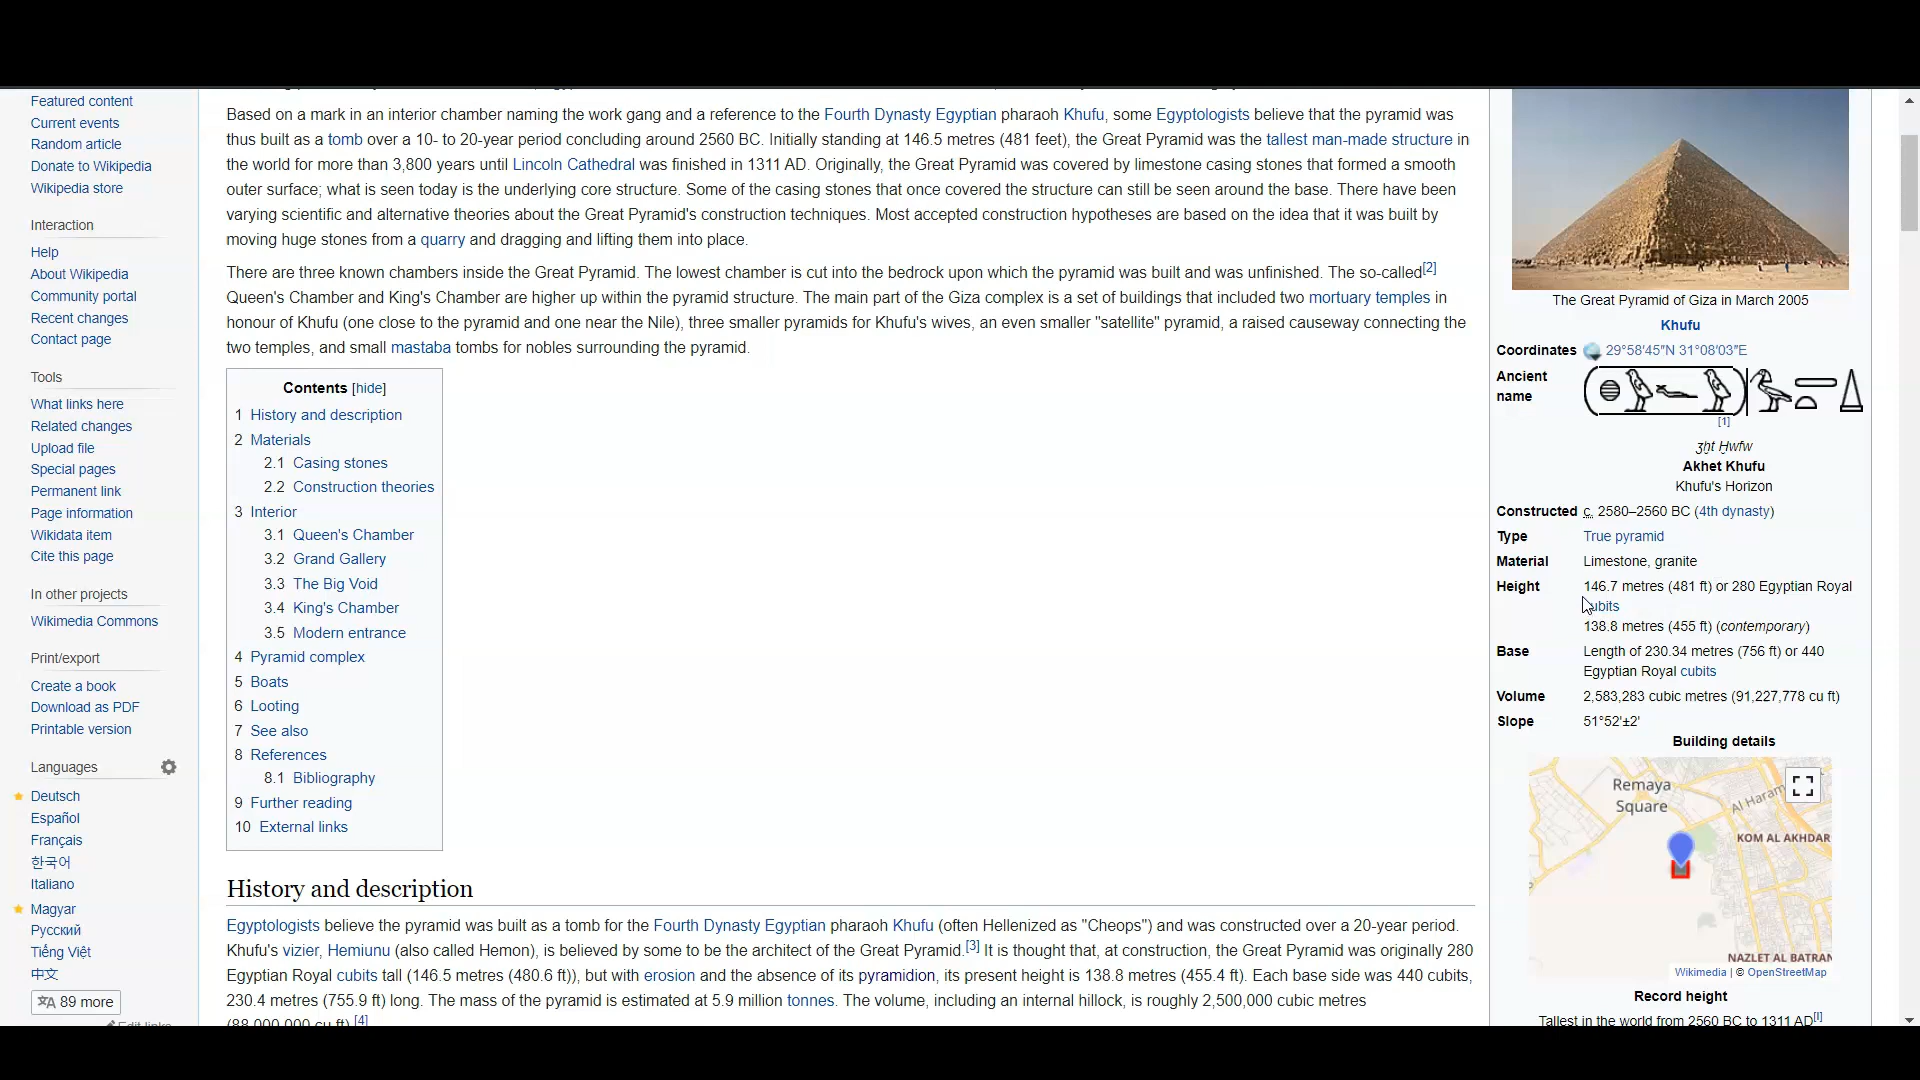 Featured content
Current events
Random article
Donate to Wikipedia
Wikipedia store
Interaction
Help
About Wikipedia
Community portal
Recent changes
Contact page
Tools
What links here
Related changes
Upload file
Special pages
Permanent link
Page information
Wikidata item
Cite this page
In other projects
Wikimedia Commons
Print/export
Create a book
Download as PDF
Printable version
Languages
Deutsch
Español
Français
한국어
Italiano
Magyar
Русский
Tiếng Việt
中文
89 more
Edit links
Based on a mark in an interior chamber naming the work gang and a reference to the Fourth Dynasty Egyptian pharaoh Khufu, some Egyptologists believe that the pyramid was
thus built as a tomb over a 10- to 20-year period concluding around 2560 BC. Initially standing at 146.5 metres (481 feet), the Great Pyramid was the tallest man-made structure in
the world for more than 3,800 years until Lincoln Cathedral was finished in 1311 AD. Originally, the Great Pyramid was covered by limestone casing stones that formed a smooth
outer surface; what is seen today is the underlying core structure. Some of the casing stones that once covered the structure can still be seen around the base. There have been
varying scientific and alternative theories about the Great Pyramid's construction techniques. Most accepted construction hypotheses are based on the idea that it was built by
moving huge stones from a quarry and dragging and lifting them into place.
There are three known chambers inside the Great Pyramid. The lowest chamber is cut into the bedrock upon which the pyramid was built and was unfinished. The so-called[2]
Queen's Chamber and King's Chamber are higher up within the pyramid structure. The main part of the Giza complex is a set of buildings that included two mortuary temples in
honour of Khufu (one close to the pyramid and one near the Nile), three smaller pyramids for Khufu's wives, an even smaller "satellite" pyramid, a raised causeway connecting the
two temples, and small mastaba tombs for nobles surrounding the pyramid.
Contents [hide]
1 History and description
2 Materials
2.1 Casing stones
2.2 Construction theories
3 Interior
3.1 Queen's Chamber
3.2 Grand Gallery
3.3 The Big Void
3.4 King's Chamber
3.5 Modern entrance
4 Pyramid complex
5 Boats
6 Looting
7 See also
8 References
8.1 Bibliography
9 Further reading
10 External links
History and description
Egyptologists believe the pyramid was built as a tomb for the Fourth Dynasty Egyptian pharaoh Khufu (often Hellenized as "Cheops") and was constructed over a 20-year period.
Khufu's vizier, Hemiunu (also called Hemon), is believed by some to be the architect of the Great Pyramid.[3] It is thought that, at construction, the Great Pyramid was originally 280
Egyptian Royal cubits tall (146.5 metres (480.6 ft)), but with erosion and the absence of its pyramidion, its present height is 138.8 metres (455.4 ft). Each base side was 440 cubits,
230.4 metres (755.9 ft) long. The mass of the pyramid is estimated at 5.9 million tonnes. The volume, including an internal hillock, is roughly 2,500,000 cubic metres
(88,000,000 cu ft).[4]
The Great Pyramid of Giza in March 2005
Khufu
Coordinates 29°58′45″N 31°08′03″E
Ancient
name
[1]
ꜣḫt Ḫwfw
Akhet Khufu
Khufu's Horizon
Constructed c. 2580–2560 BC (4th dynasty)
Type True pyramid
Material Limestone, granite
Height 146.7 metres (481 ft) or 280 Egyptian Royal
cubits
138.8 metres (455 ft) (contemporary)
Base Length of 230.34 metres (756 ft) or 440
Egyptian Royal cubits
Volume 2,583,283 cubic metres (91,227,778 cu ft)
Slope 51°52'±2'
Building details
Remaya
Square
Al Haram
KOM AL AKHDAR
NAZLET AL BATRAN
Wikimedia | © OpenStreetMap
Record height
Tallest in the world from 2560 BC to 1311 AD[I]